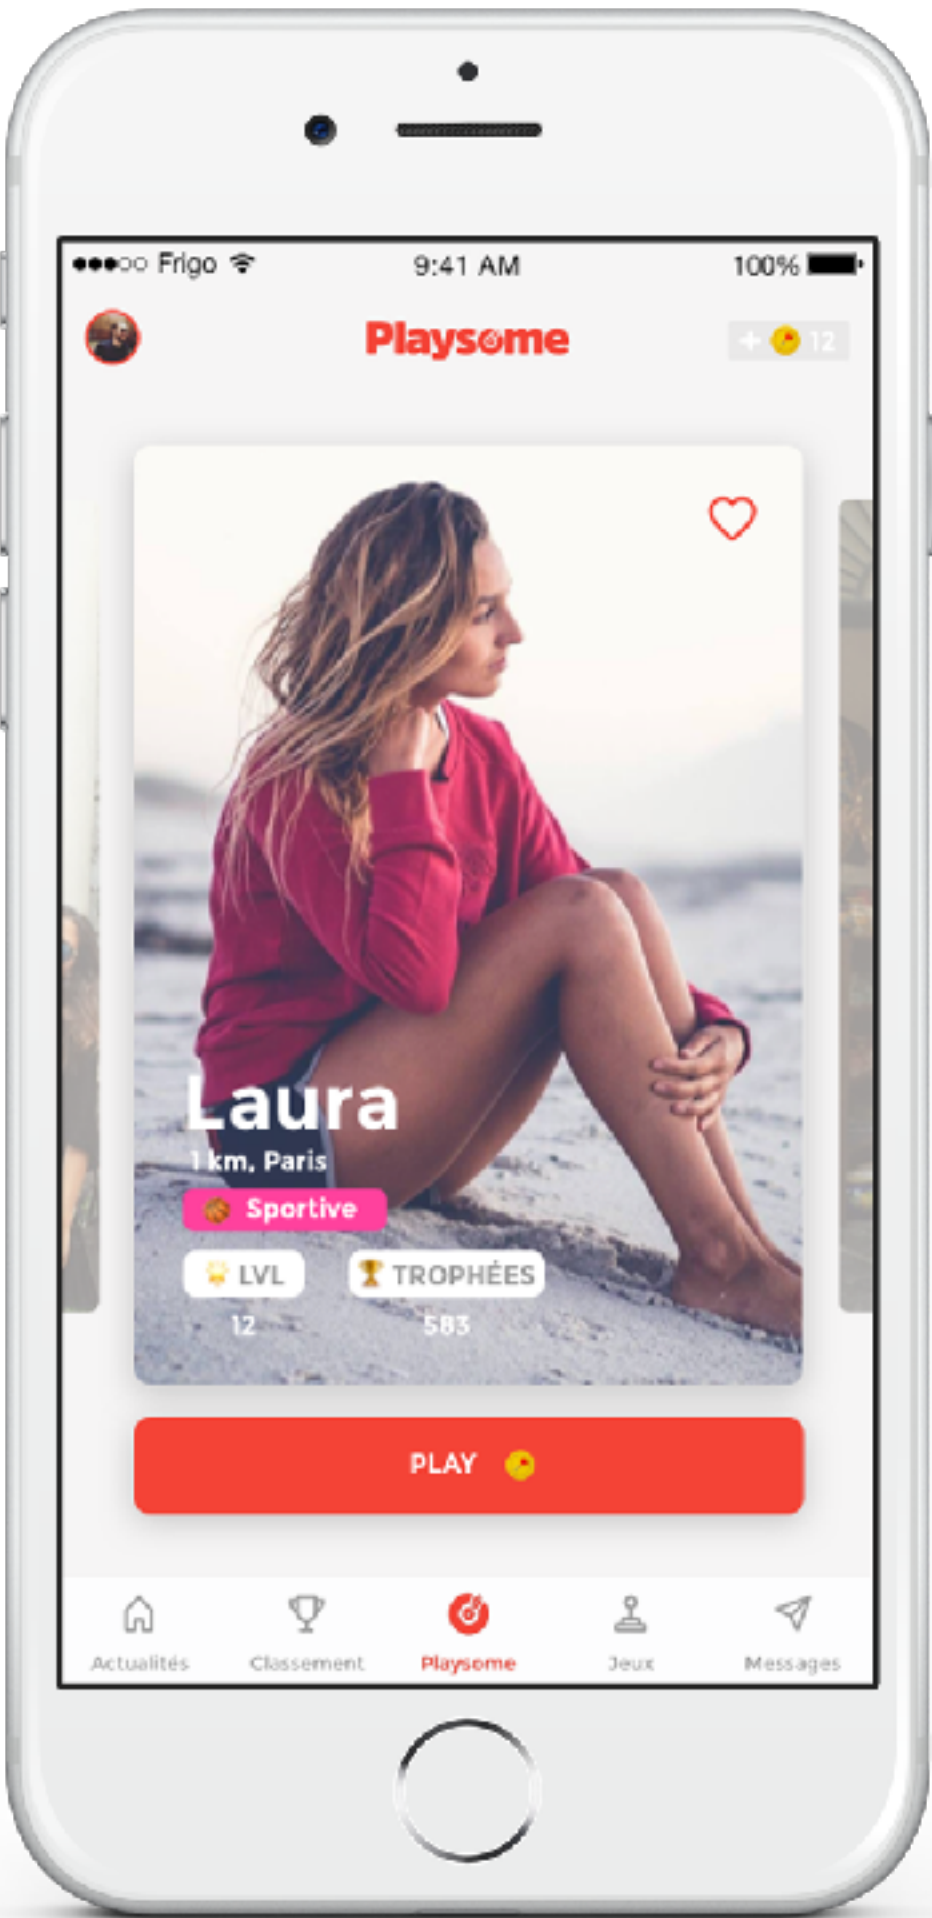 Frigo 9:41 AM 100%
Playsome
+ 12
Laura
1 km, Paris
Sportive
LVL TROPHÉES
12 583
PLAY
Actualités Classement Playsome Jeux Messages